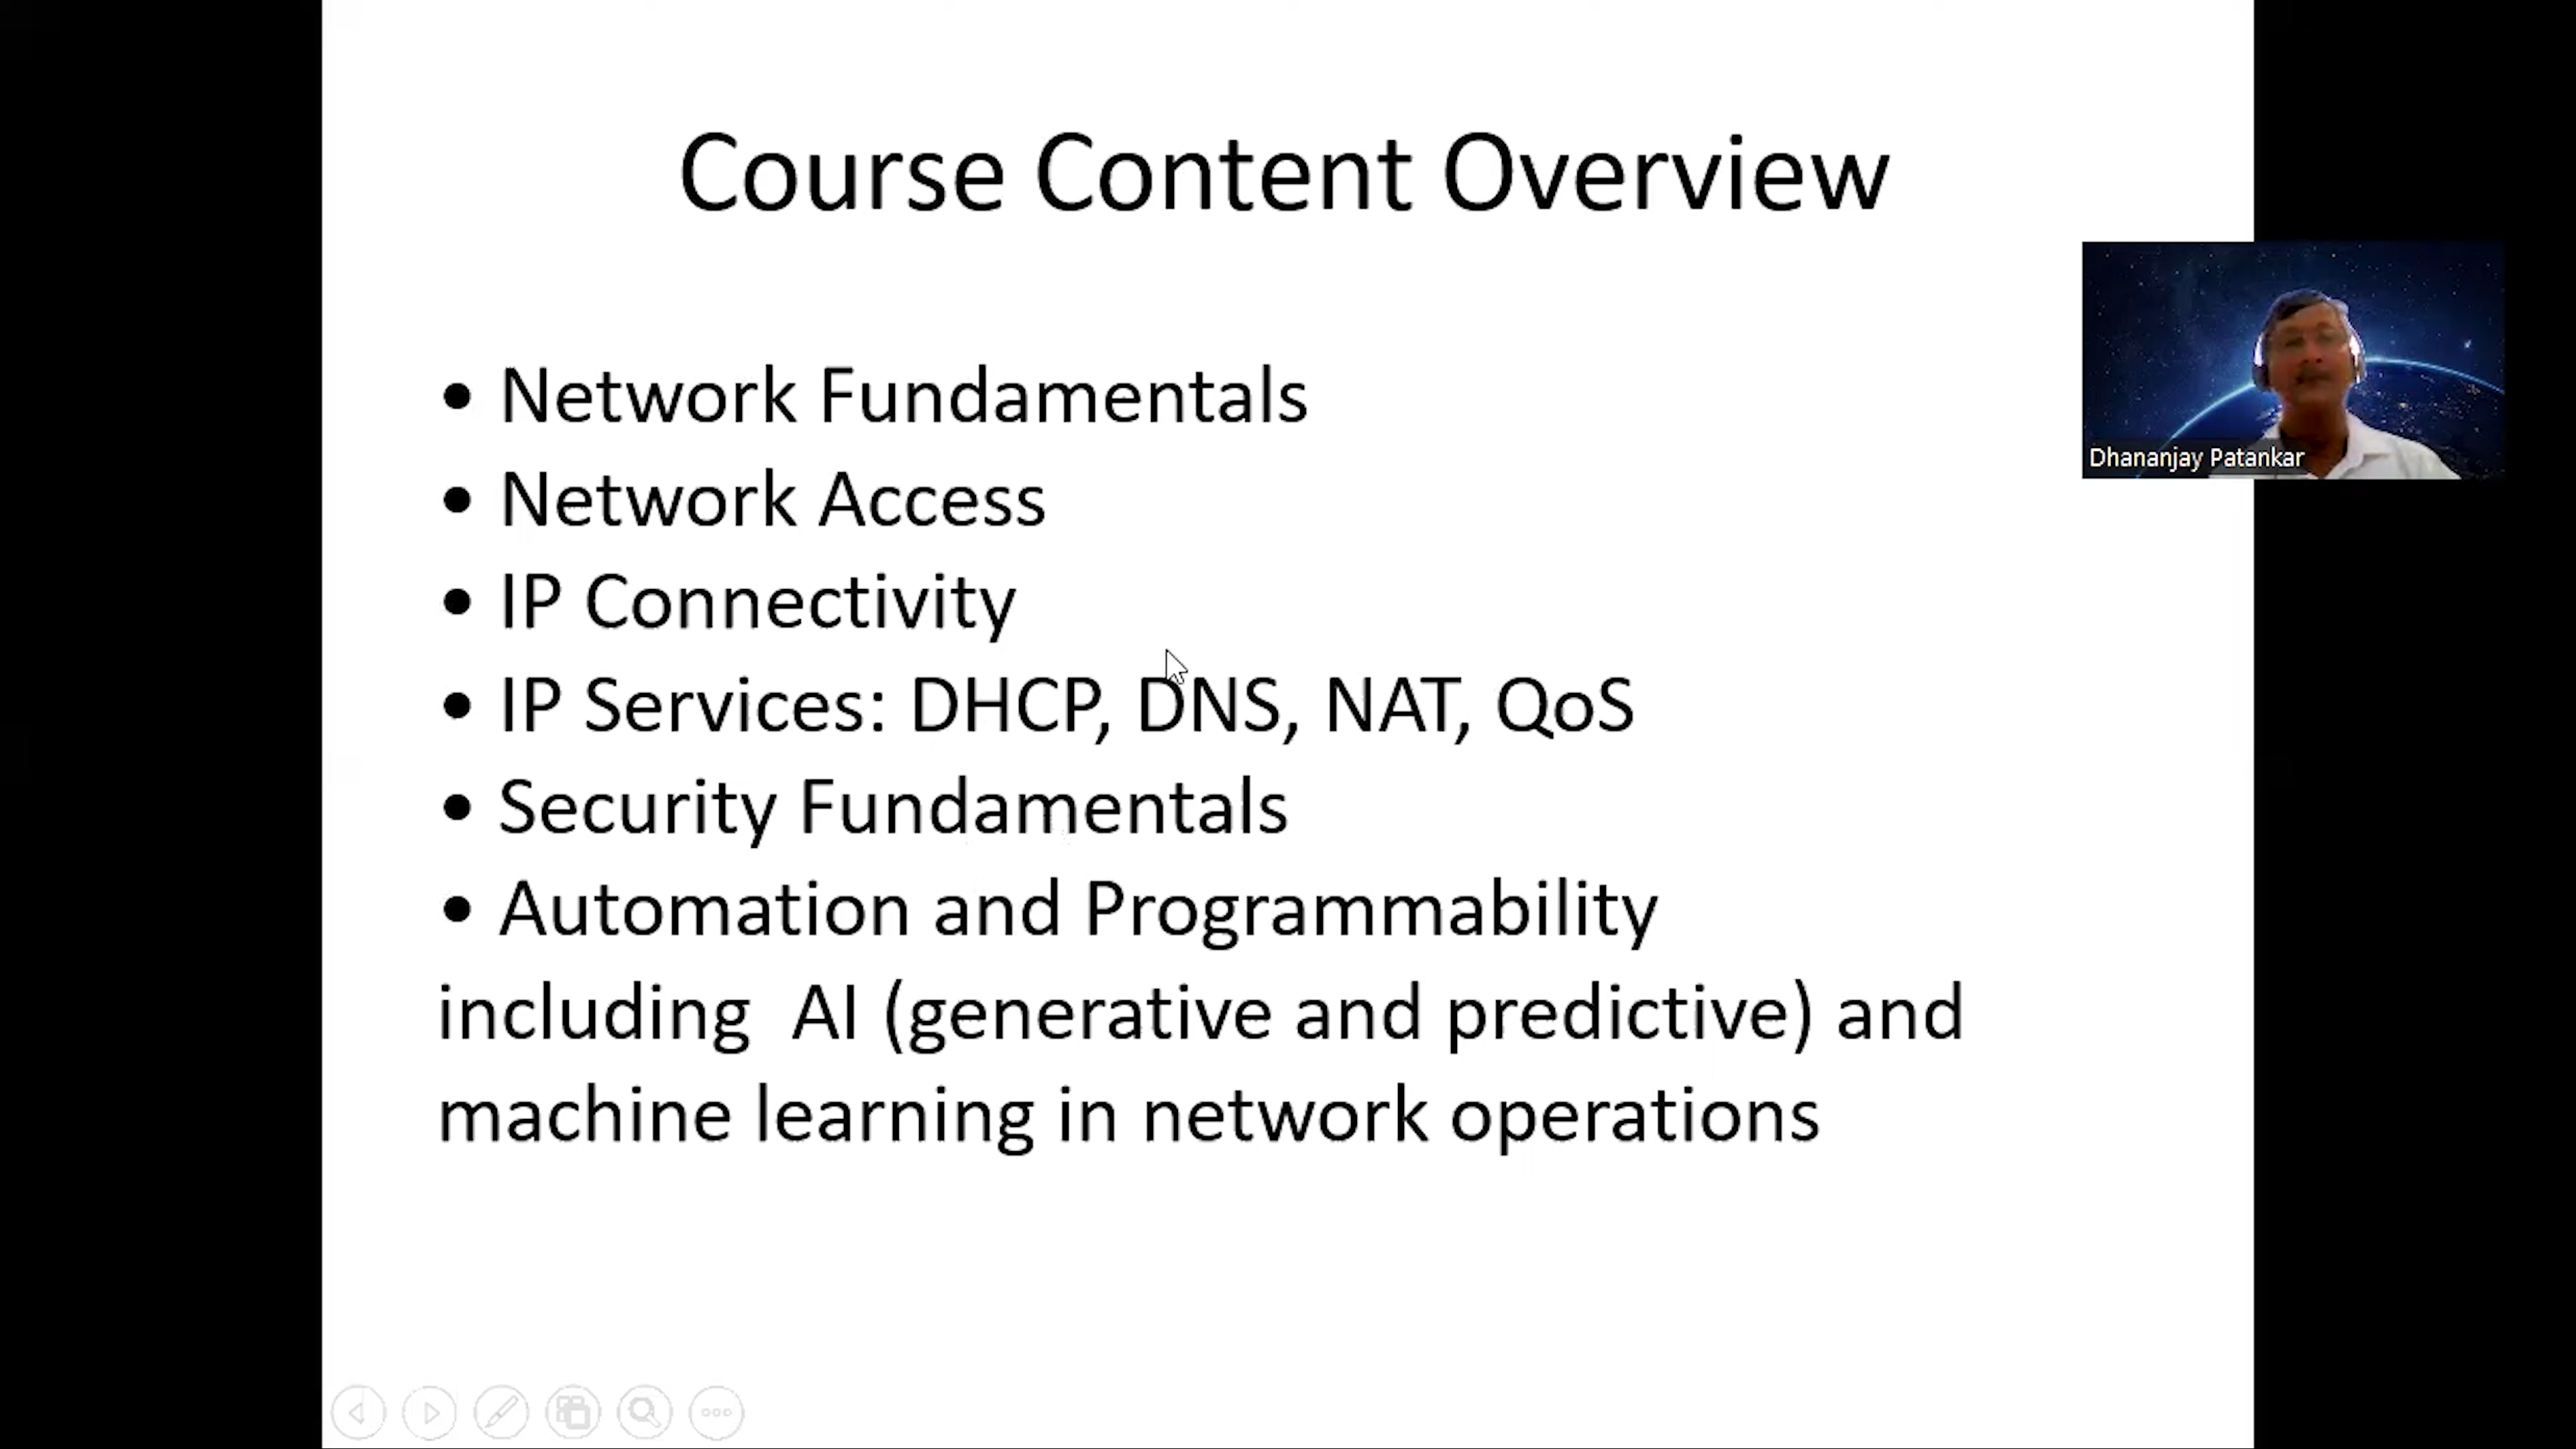 Course Content Overview
• Network Fundamentals
• Network Access
• IP Connectivity
• IP Services: DHCP, DNS, NAT, QoS
• Security Fundamentals
• Automation and Programmability
including  AI (generative and predictive) and
machine learning in network operations
Dhananjay Patankar